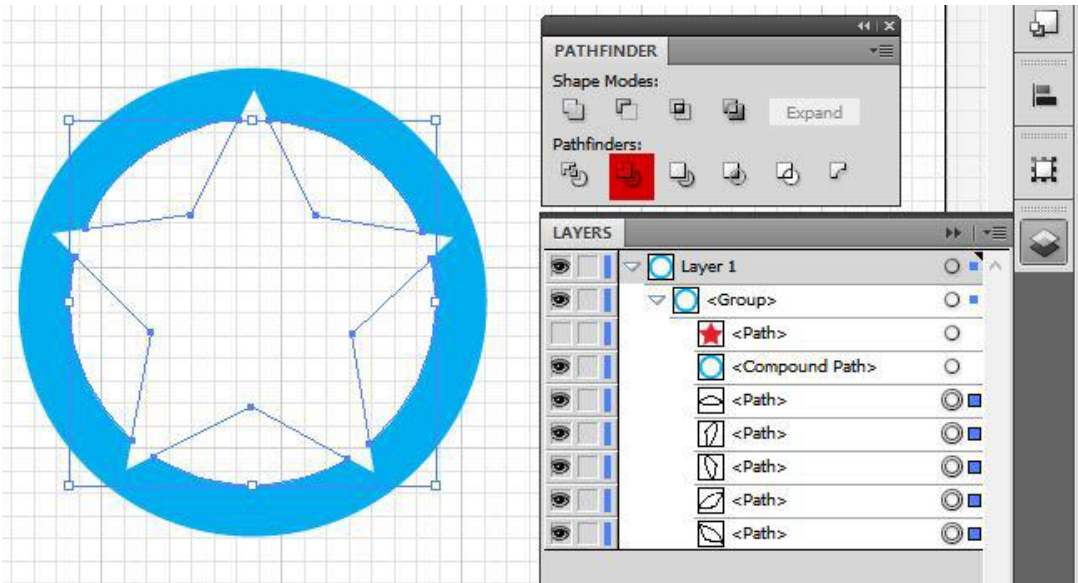 PATHFINDER
Shape Modes:
Expand
Pathfinders:
LAYERS
Layer 1
<Group>
<Path>
<Compound Path>
<Path>
<Path>
<Path>
<Path>
<Path>